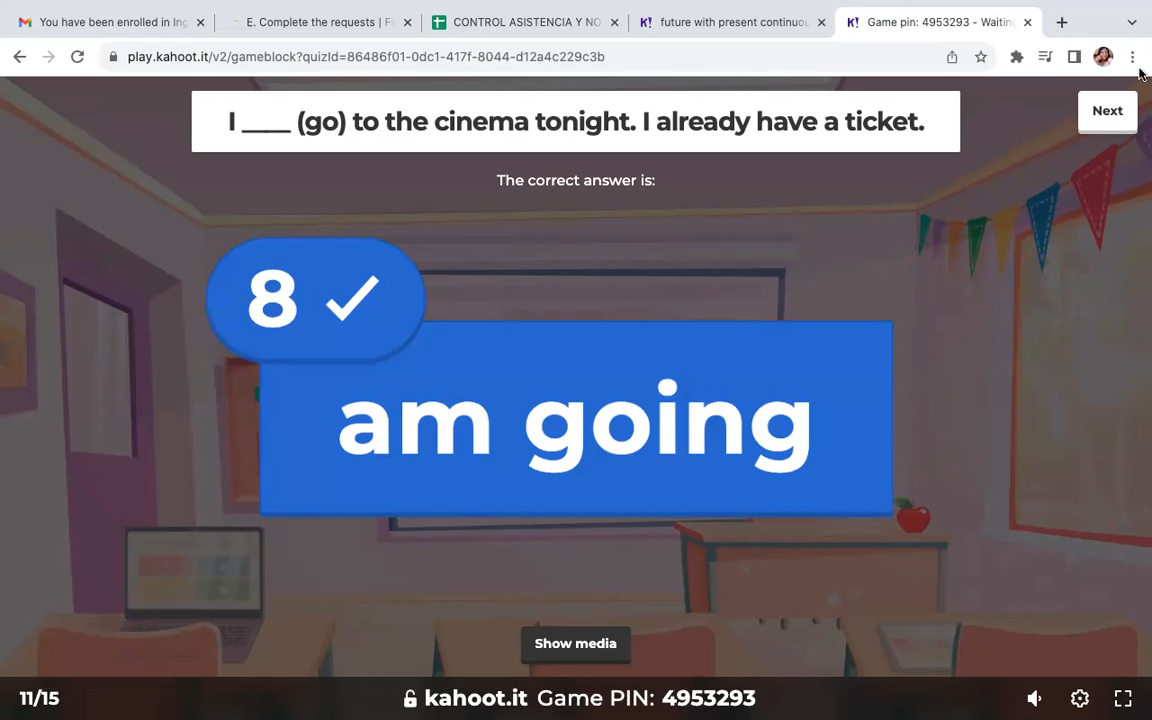 You have been enrolled in Ing
E. Complete the requests | Fl
CONTROL ASISTENCIA Y NO
future with present continuou
Game pin: 4953293 - Waitin
play.kahoot.it/v2/gameblock?quizId=86486f01-0dc1-417f-8044-d12a4c229c3b
I ____ (go) to the cinema tonight. I already have a ticket.
Next
The correct answer is:
8
am going
Show media
11/15
kahoot.it Game PIN: 4953293